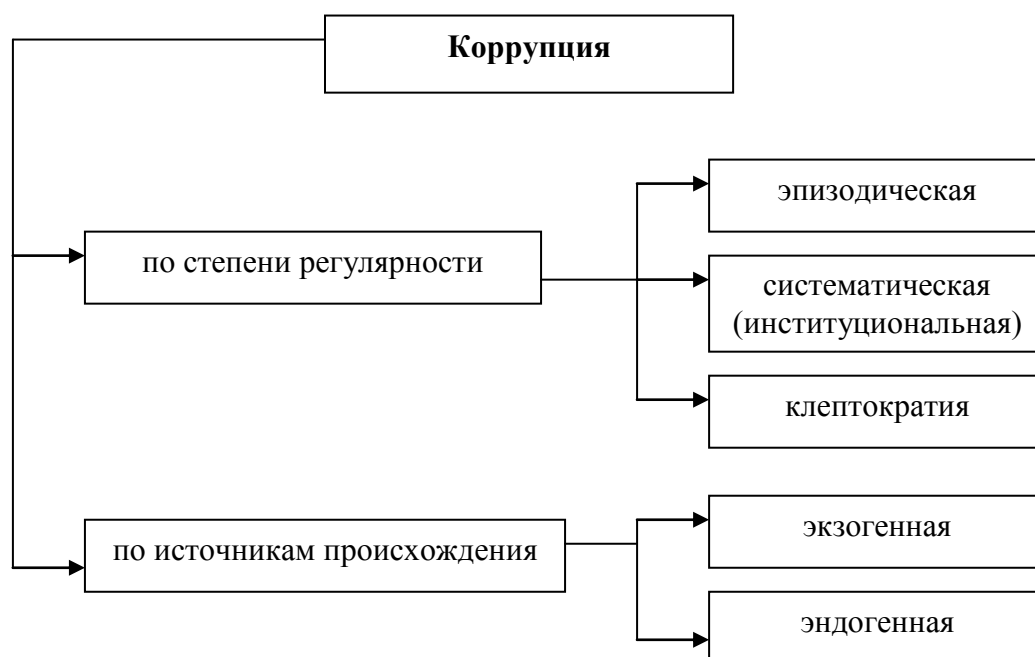 Коррупция
эпизодическая
по степени регулярности
систематическая
(институциональная)
клептократия
экзогенная
по источникам происхождения
эндогенная